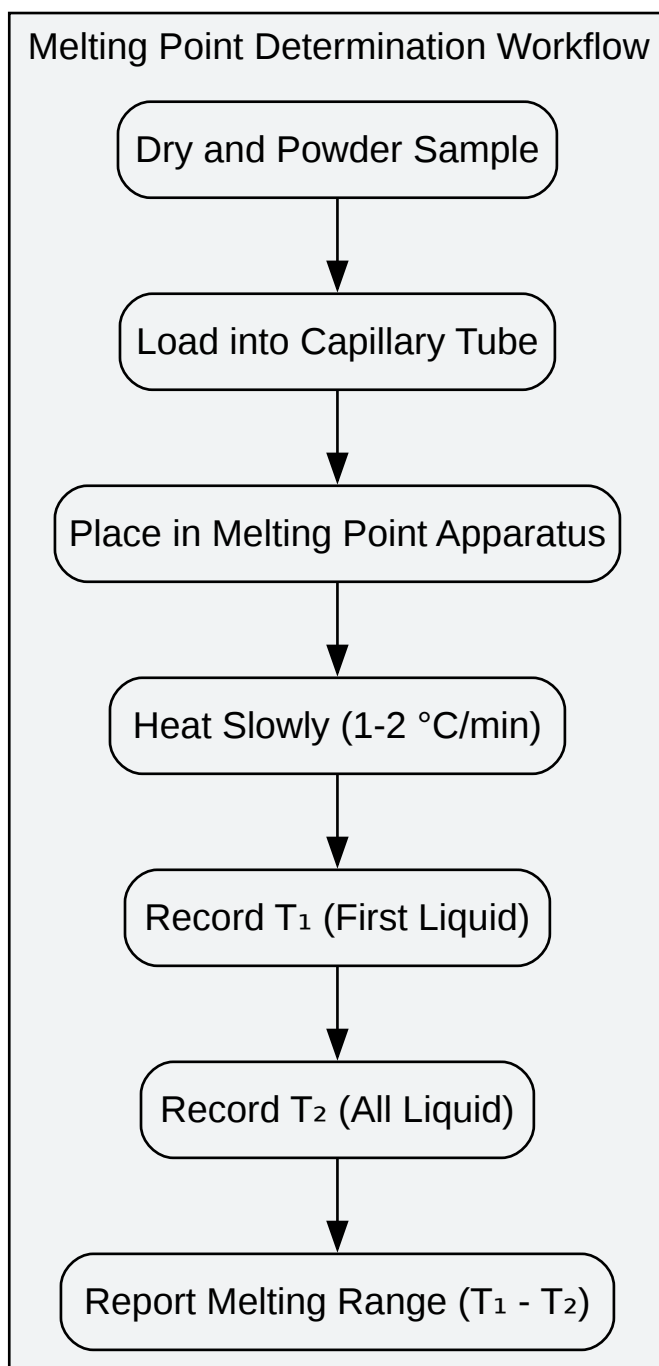 Melting Point Determination Workflow
Dry and Powder Sample
Load into Capillary Tube
Place in Melting Point Apparatus
Heat Slowly (1-2 °C/min)
Record T₁ (First Liquid)
Record T₂ (All Liquid)
Report Melting Range (T₁ - T₂)